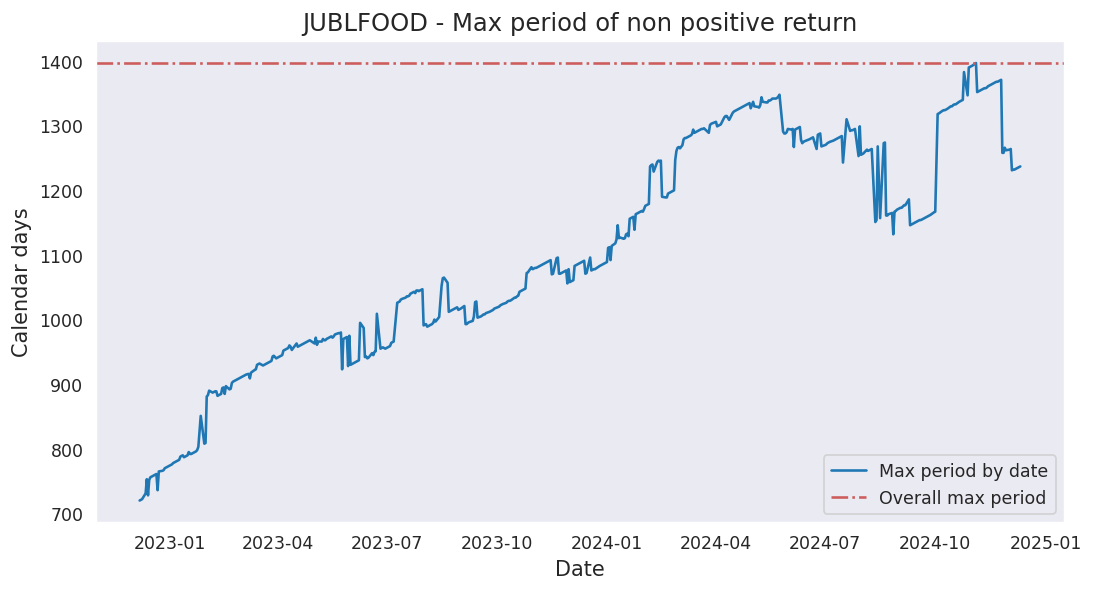 JUBLFOOD - Max period of non positive return
Calendar days
1400
1300
1200
1100
1000
900
800
700
Max period by date
Overall max period
2023-01 2023-04 2023-07 2023-10 2024-01 2024-04 2024-07 2024-10 2025-01
Date